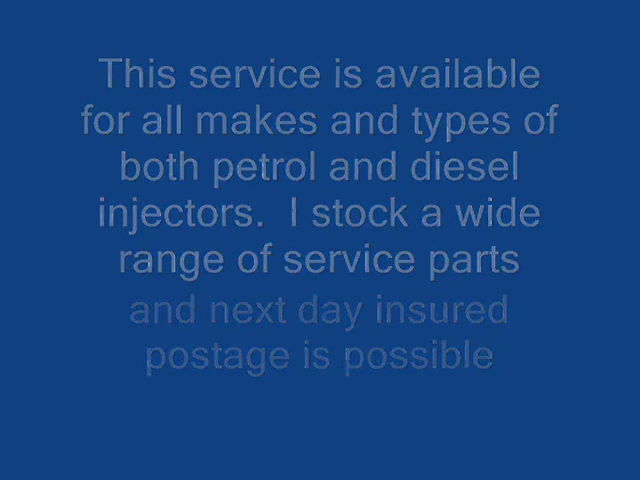 This service is available
for all makes and types of
both petrol and diesel
injectors.  I stock a wide
range of service parts
and next day insured
postage is possible